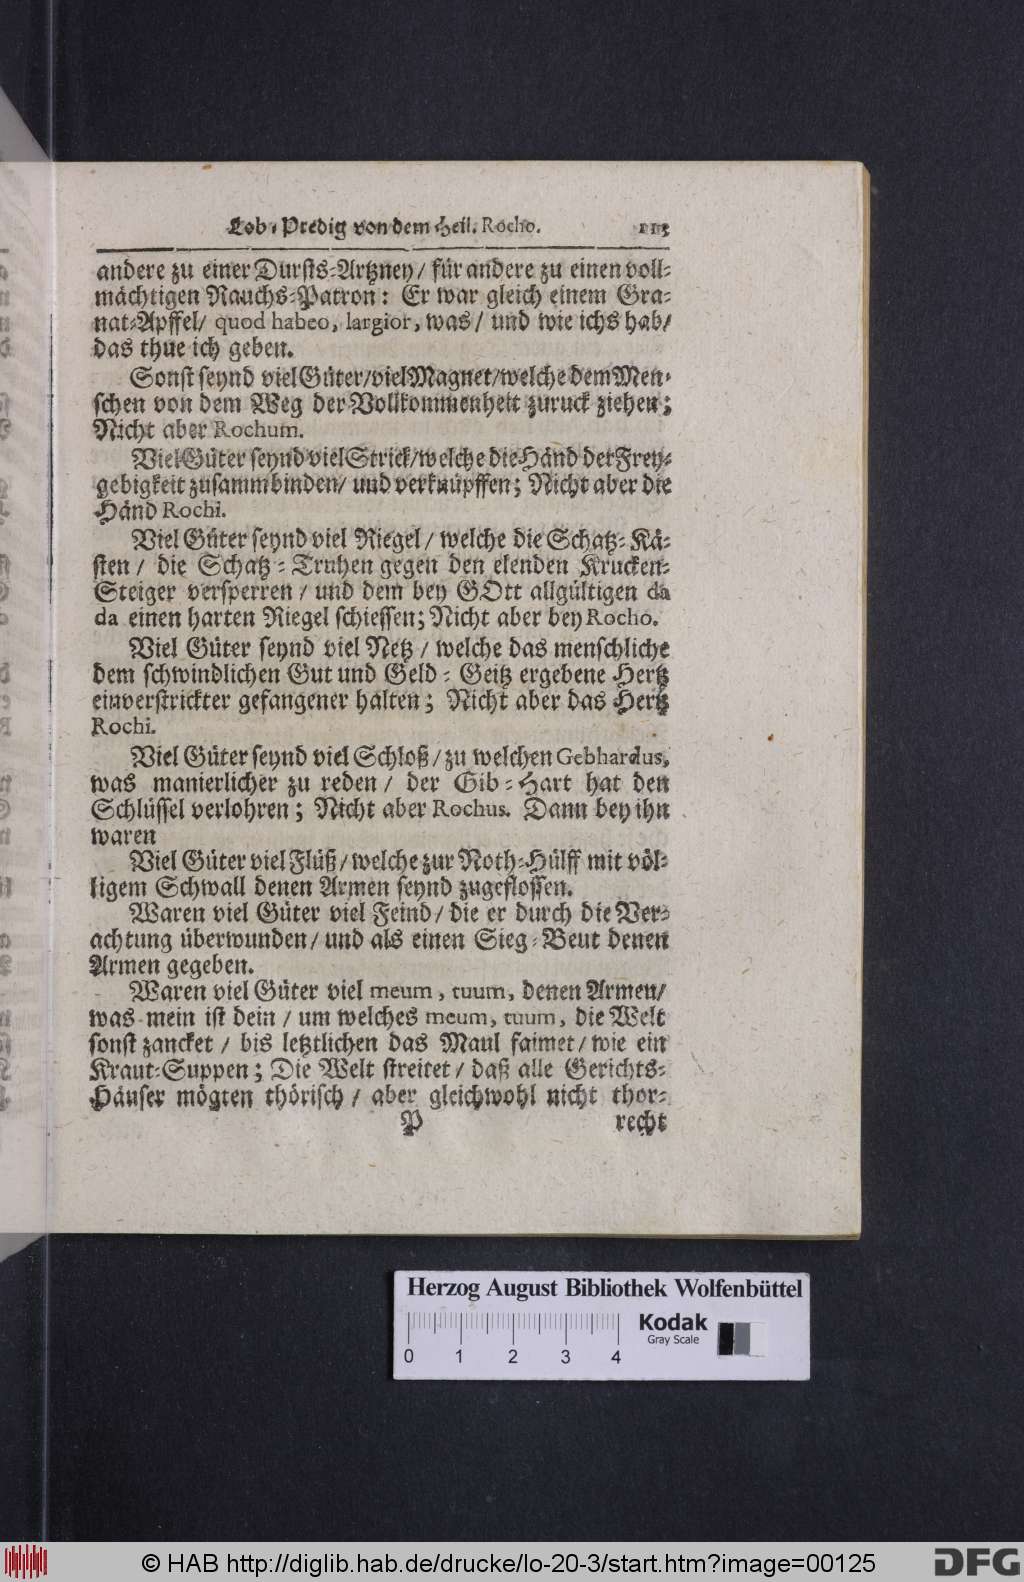 Lob-Predig von dem Heil. Rocho. 113
andere zu einer Dursts-Artzney / für andere zu einen voll-
mächtigen Rauchs-Patron: Er war gleich einem Gra-
nat-Apffel/ quod habeo, largior, was / und wie ichs hab/
das thue ich geben.
Sonst seynd viel Güter/viel Magnet/welche dem Men-
schen von dem Weg der Vollkommenheit zuruck ziehen;
Nicht aber Rochum.
Viel Güter seynd viel Strick/welche die Händ der Frey-
gebigkeit zusammbinden/ und verknüpffen; Nicht aber die
Händ Rochi.
Viel Güter seynd viel Riegel / welche die Schatz-Kä-
sten / die Schatz-Truhen gegen den elenden Krucken-
Steiger versperren / und dem bey GOtt allgültigen da
da einen harten Riegel schiessen; Nicht aber bey Rocho.
Viel Güter seynd viel Netz / welche das menschliche
dem schwindlichen Gut und Geld-Geitz ergebene Hertz
einverstrickter gefangener halten; Nicht aber das Hertz
Rochi.
Viel Güter seynd viel Schloß / zu welchen Gebhardus,
was manierlicher zu reden / der Gib-Hart hat den
Schlüssel verlohren; Nicht aber Rochus. Dann bey ihn
waren
Viel Güter viel Flüß / welche zur Noth-Hülff mit völ-
ligem Schwall denen Armen seynd zugeflossen.
Waren viel Güter viel Feind / die er durch die Ver-
achtung überwunden / und als einen Sieg-Beut denen
Armen gegeben.
Waren viel Güter viel meum, tuum, denen Armen/
was mein ist dein / um welches meum, tuum, die Welt
sonst zancket / bis letztlichen das Maul faimet / wie ein
Kraut-Suppen; Die Welt streitet / daß alle Gerichts-
Häuser mögten thörisch / aber gleichwohl nicht thor-
P recht
Herzog August Bibliothek Wolfenbüttel
Kodak
Gray Scale
0 1 2 3 4
© HAB http://diglib.hab.de/drucke/lo-20-3/start.htm?image=00125
DFG